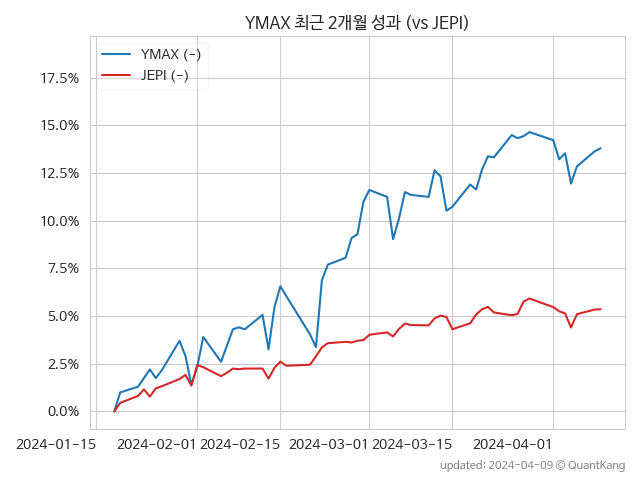 YMAX 최근 2개월 성과 (vs JEPI)
YMAX (-)
JEPI (-)
17.5%
15.0%
12.5%
10.0%
7.5%
5.0%
2.5%
0.0%
2024-01-15 2024-02-01 2024-02-15 2024-03-01 2024-03-15 2024-04-01
updated: 2024-04-09 © QuantKang